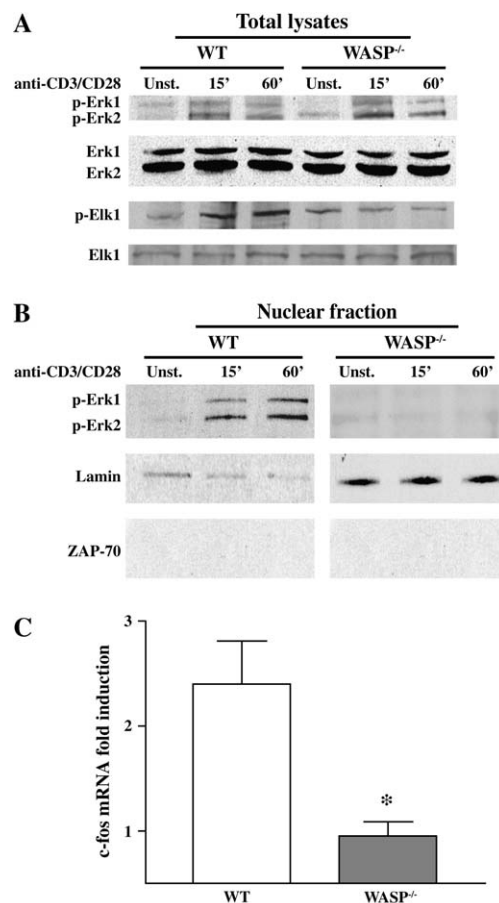 A
Total lysates
WT WASP-/-
anti-CD3/CD28 Unst. 15’ 60’ Unst. 15’ 60’
p-Erk1
p-Erk2
Erk1
Erk2
p-Elk1
Elk1
B
Nuclear fraction
WT WASP-/-
anti-CD3/CD28 Unst. 15’ 60’ Unst. 15’ 60’
p-Erk1
p-Erk2
Lamin
ZAP-70
C
c-fos mRNA fold induction
3
2
1
*
WT WASP-/-